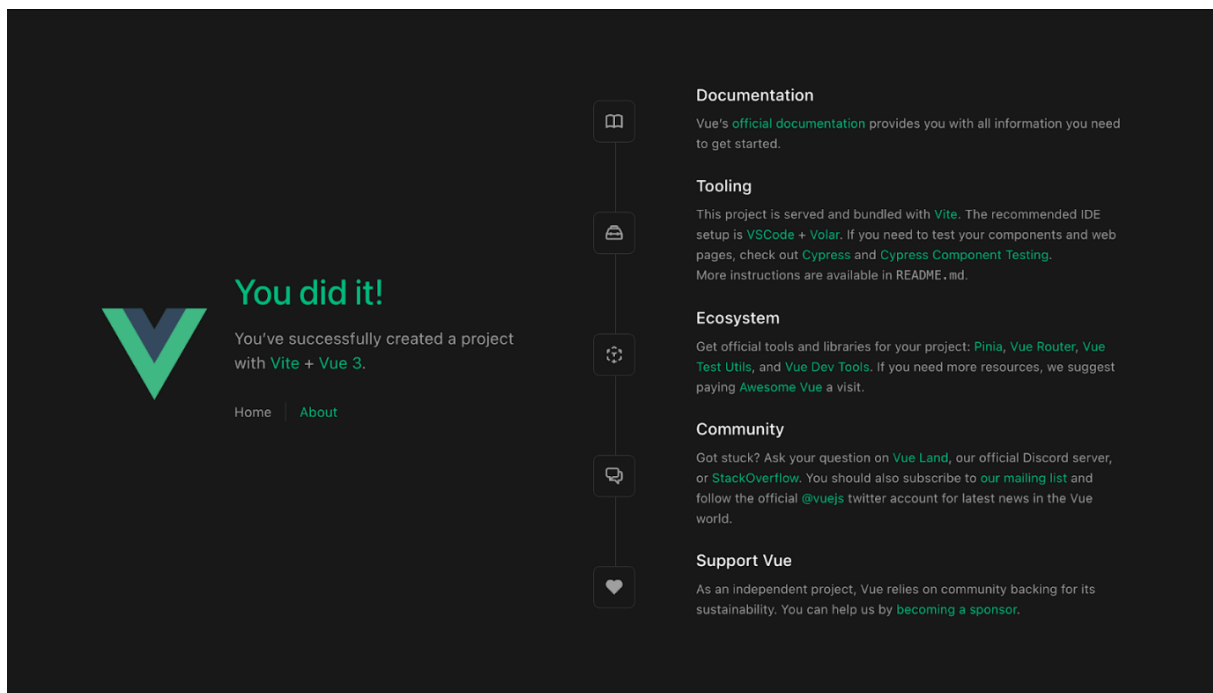 You did it!
You've successfully created a project
with Vite + Vue 3.
Home
About
Documentation
Vue's official documentation provides you with all information you need
to get started.
Tooling
This project is served and bundled with Vite. The recommended IDE
setup is VSCode + Volar. If you need to test your components and web
pages, check out Cypress and Cypress Component Testing.
More instructions are available in README.md.
Ecosystem
Get official tools and libraries for your project: Pinia, Vue Router, Vue
Test Utils, and Vue Dev Tools. If you need more resources, we suggest
paying Awesome Vue a visit.
Community
Got stuck? Ask your question on Vue Land, our official Discord server,
or StackOverflow. You should also subscribe to our mailing list and
follow the official @vuejs twitter account for latest news in the Vue
world.
Support Vue
As an independent project, Vue relies on community backing for its
sustainability. You can help us by becoming a sponsor.